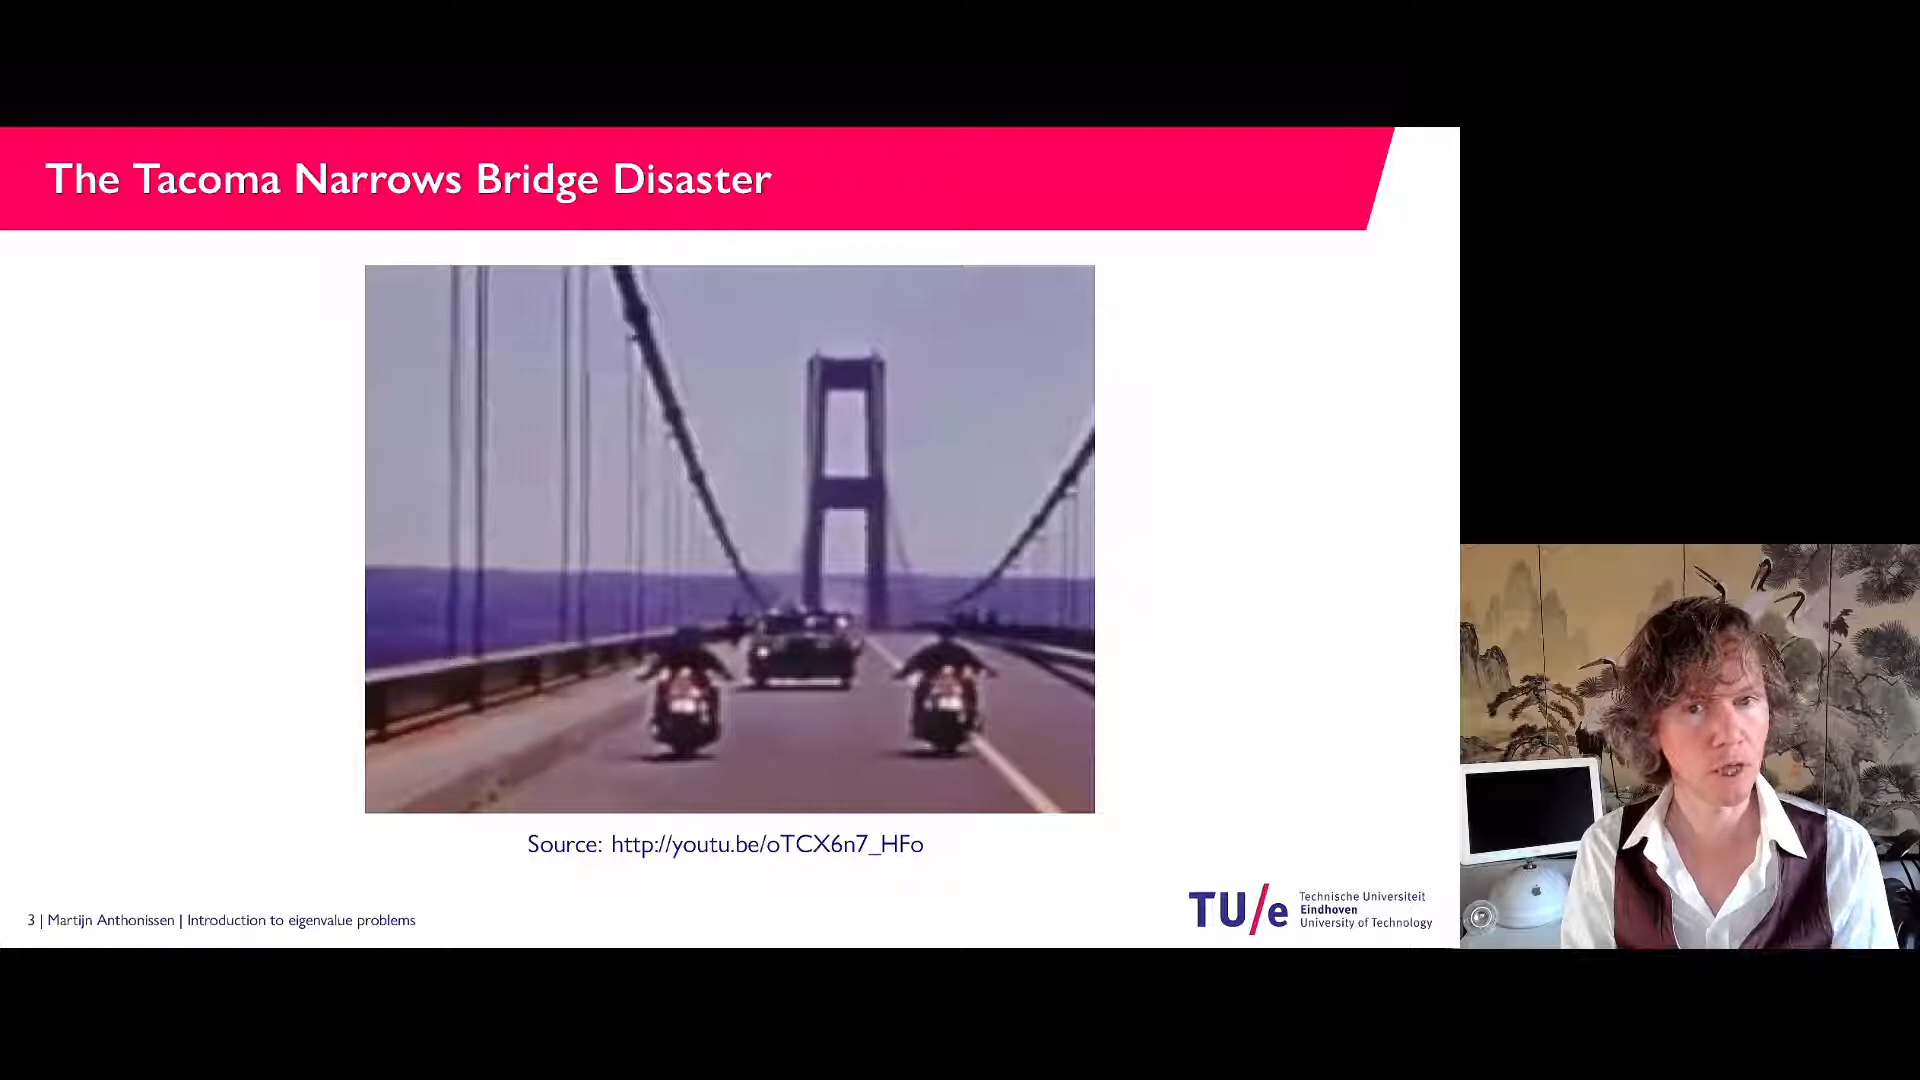 The Tacoma Narrows Bridge Disaster
Source: http://youtu.be/oTCX6n7_HFo
3 | Martijn Anthonissen | Introduction to eigenvalue problems
TU/e
Technische Universiteit
Eindhoven
University of Technology